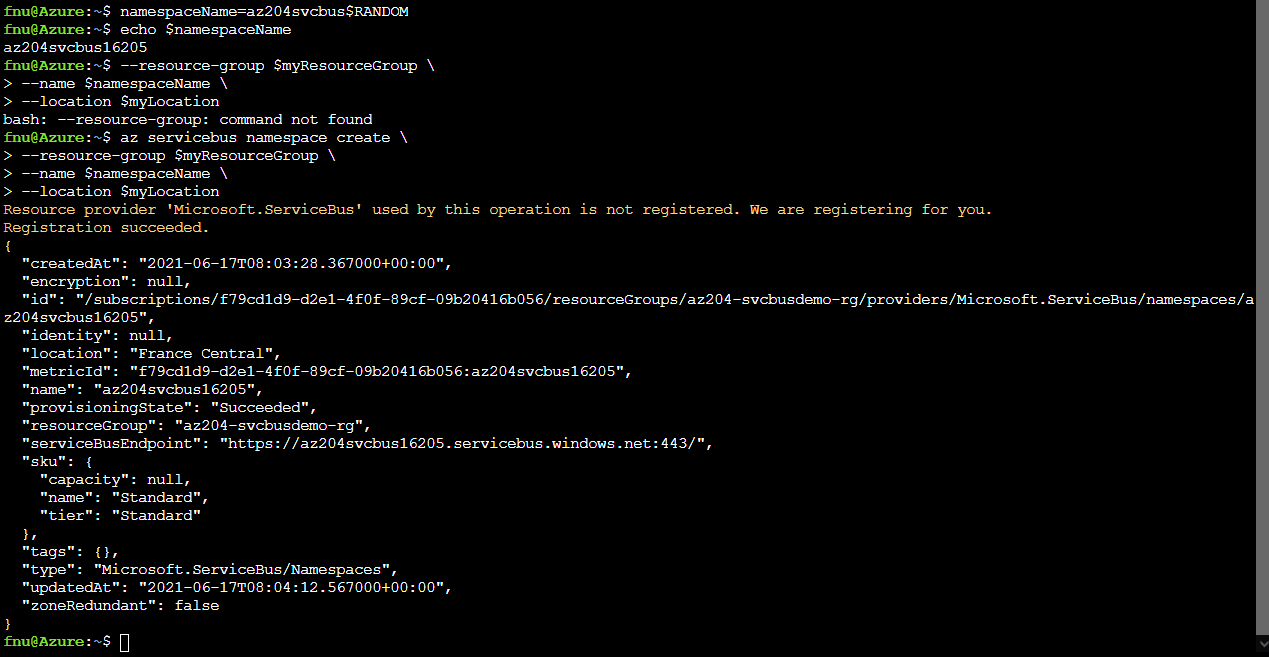 fnu@Azure:~$ namespaceName=az204svcbus$RANDOM
fnu@Azure:~$ echo $namespaceName
az204svcbus16205
fnu@Azure:~$ --resource-group $myResourceGroup \
> --name $namespaceName \
> --location $myLocation
bash: --resource-group: command not found
fnu@Azure:~$ az servicebus namespace create \
> --resource-group $myResourceGroup \
> --name $namespaceName \
> --location $myLocation
Resource provider 'Microsoft.ServiceBus' used by this operation is not registered. We are registering for you.
Registration succeeded.
{
  "createdAt": "2021-06-17T08:03:28.367000+00:00",
  "encryption": null,
  "id": "/subscriptions/f79cd1d9-d2e1-4f0f-89cf-09b20416b056/resourceGroups/az204-svcbusdemo-rg/providers/Microsoft.ServiceBus/namespaces/a
z204svcbus16205",
  "identity": null,
  "location": "France Central",
  "metricId": "f79cd1d9-d2e1-4f0f-89cf-09b20416b056:az204svcbus16205",
  "name": "az204svcbus16205",
  "provisioningState": "Succeeded",
  "resourceGroup": "az204-svcbusdemo-rg",
  "serviceBusEndpoint": "https://az204svcbus16205.servicebus.windows.net:443/",
  "sku": {
    "capacity": null,
    "name": "Standard",
    "tier": "Standard"
  },
  "tags": {},
  "type": "Microsoft.ServiceBus/Namespaces",
  "updatedAt": "2021-06-17T08:04:12.567000+00:00",
  "zoneRedundant": false
}
fnu@Azure:~$